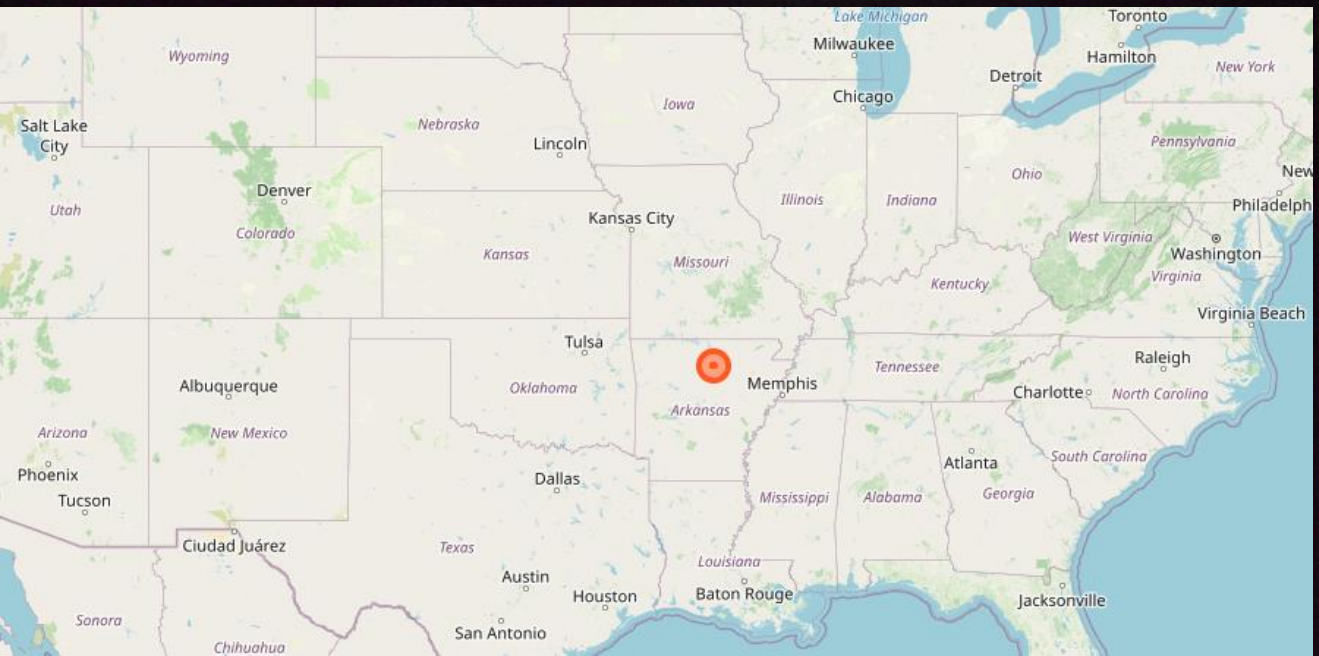 Lake Michigan
Toronto
Milwaukee
Hamilton
Wyoming
New York
Detroit
Chicago
Iowa
Salt Lake
City
Nebraska
Lincoln
Pennsylvania
Denver
Ohio
New
Utah
Illinois
Indiana
Philadelph
Kansas City
Colorado
West Virginia
Kansas
Missouri
Washington
Virginia
Kentucky
Virginia Beach
Tulsa
Raleigh
Tennessee
Albuquerque
Oklahoma
Memphis
Charlotte
North Carolina
Arkansas
Arizona
New Mexico
South Carolina
Phoenix
Atlanta
Dallas
Georgia
Tucson
Mississippi
Alabama
Ciudad Juárez
Texas
Louisiana
Austin
Houston
Baton Rouge
Jacksonville
Sonora
San Antonio
Chihuahua